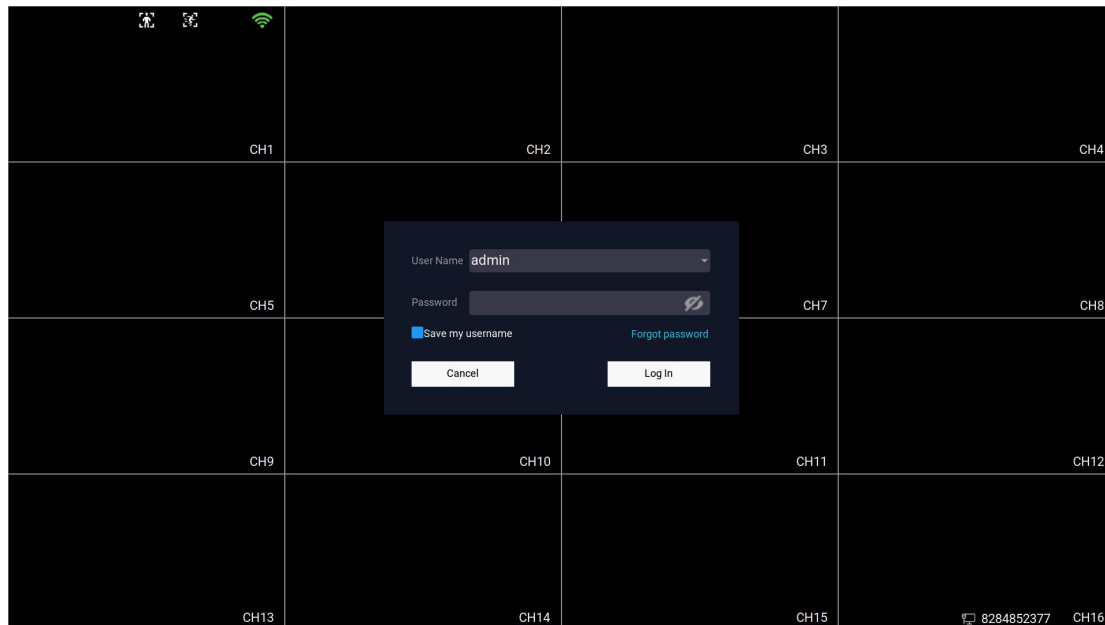 CH1
CH2
CH3
CH4
User Name admin
Password
Save my username
Forgot password
Cancel
Log In
CH5
CH7
CH8
CH9
CH10
CH11
CH12
CH13
CH14
CH15
8284852377
CH16